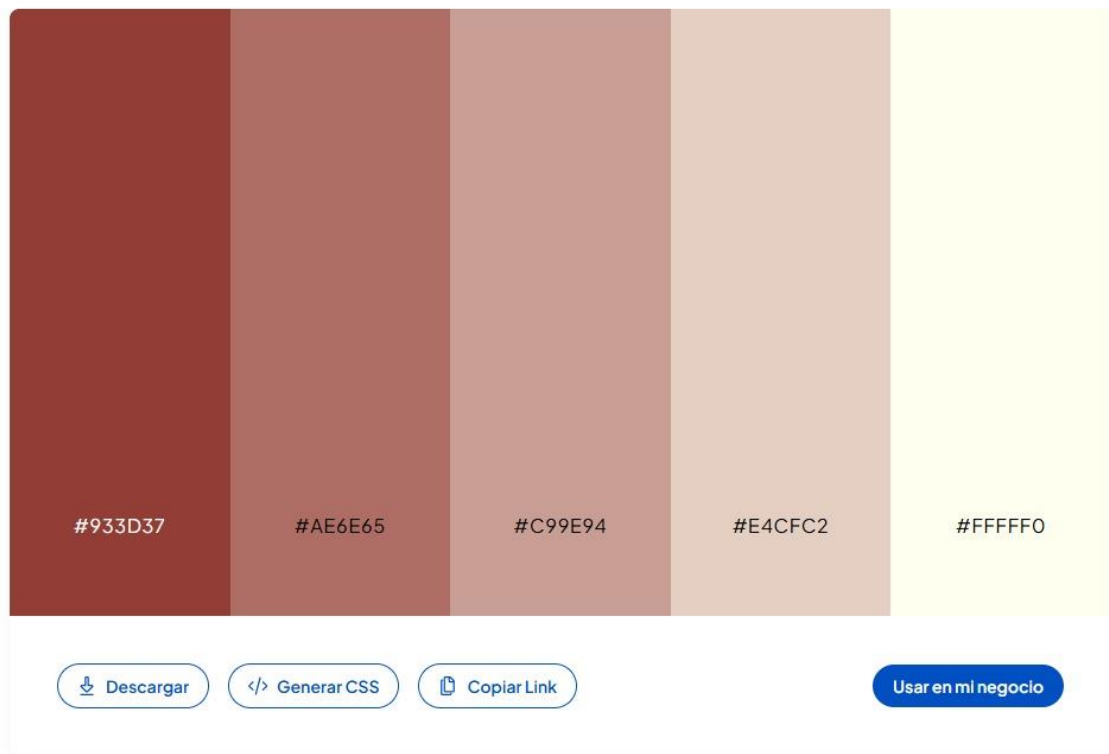 #933D37
#AE6E65
#C99E94
#E4CFC2
#FFFFF0
Descargar
</> Generar CSS
Copiar Link
Usar en mi negocio